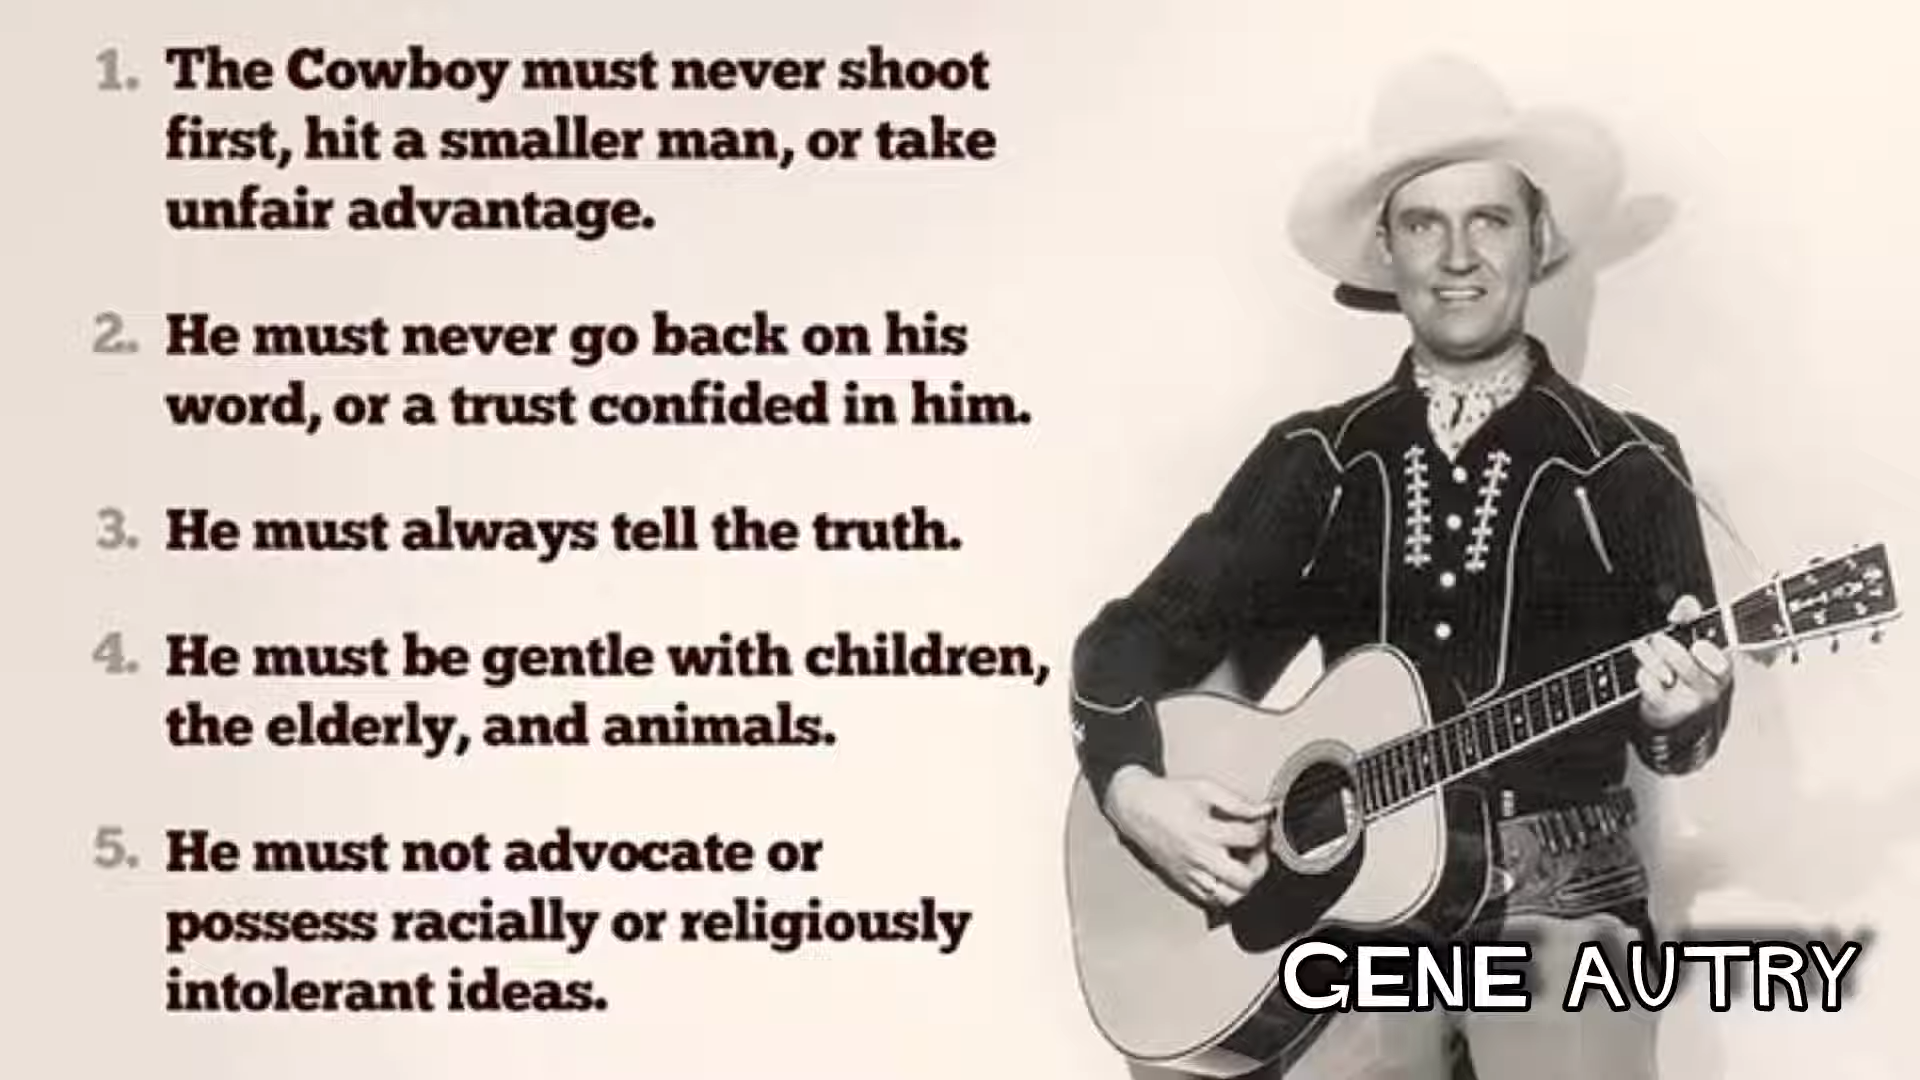 1. The Cowboy must never shoot
first, hit a smaller man, or take
unfair advantage.
2. He must never go back on his
word, or a trust confided in him.
3. He must always tell the truth.
4. He must be gentle with children,
the elderly, and animals.
5. He must not advocate or
possess racially or religiously
intolerant ideas.
GENE AUTRY